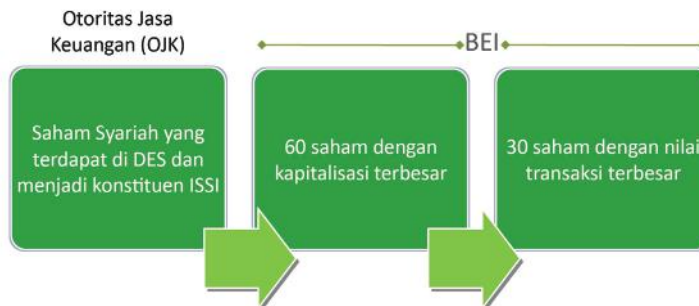 Otoritas Jasa
Keuangan (OJK)
BEI
Saham Syariah yang
terdapat di DES dan
menjadi konstituen ISSI
60 saham dengan
kapitalisasi terbesar
30 saham dengan nilai
transaksi terbesar